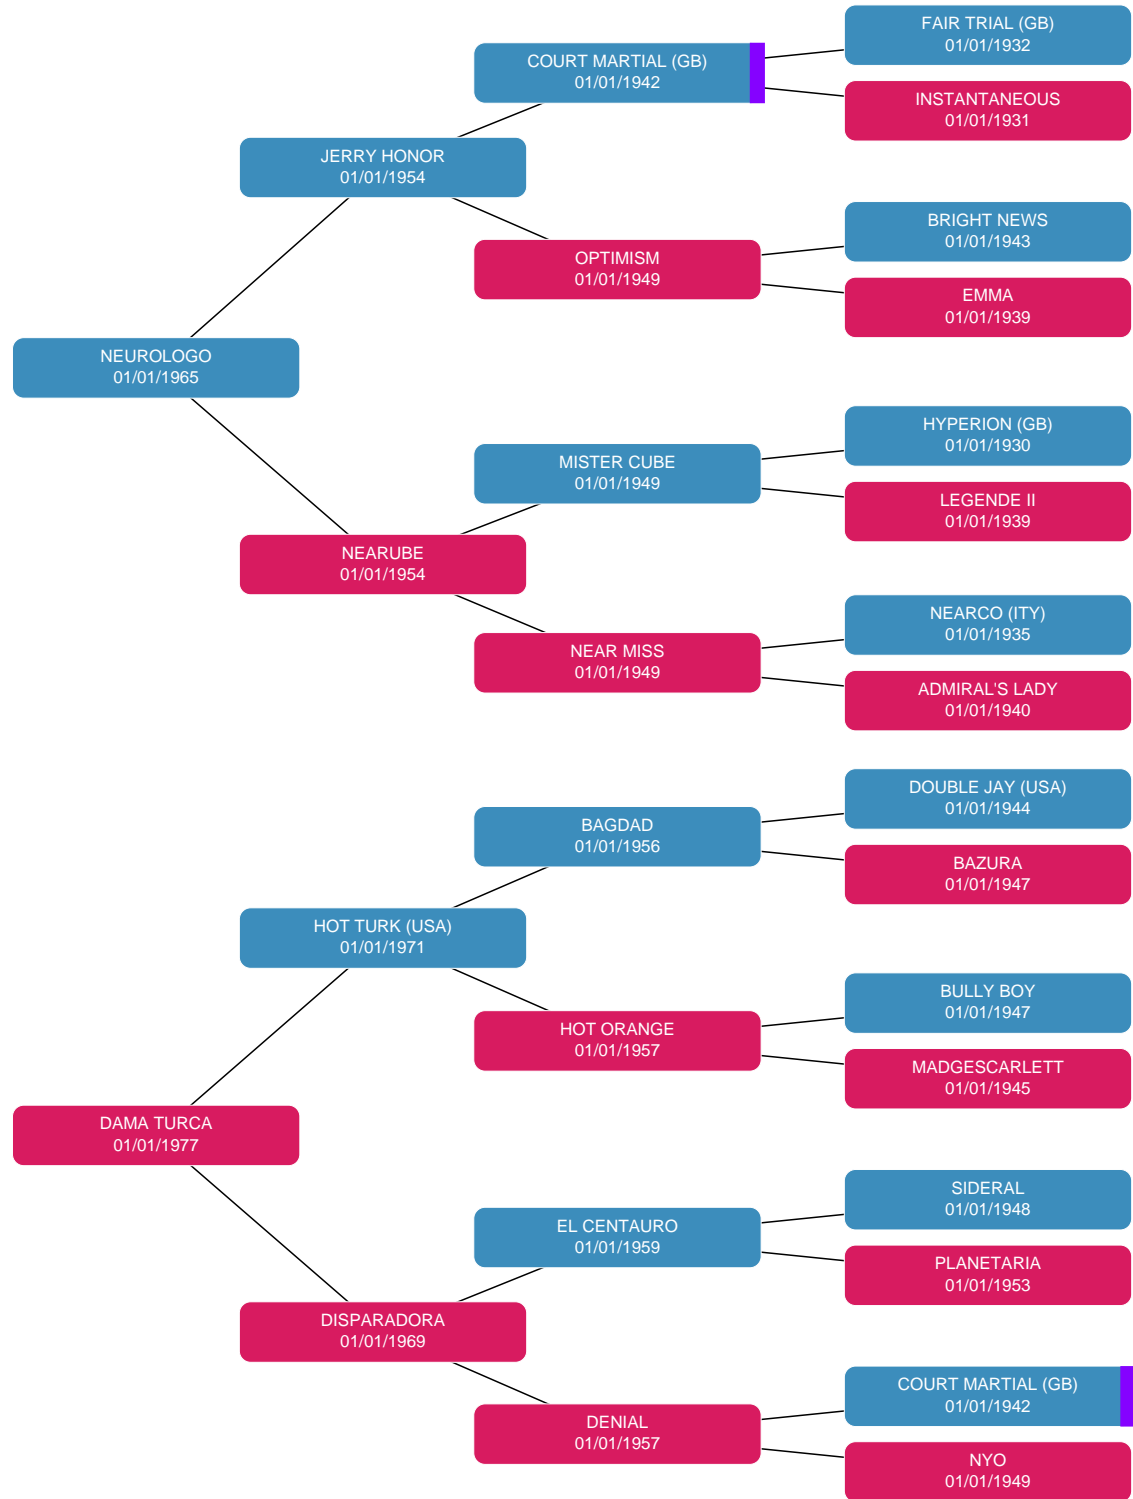 FAIR TRIAL (GB)
01/01/1932
COURT MARTIAL (GB)
01/01/1942
INSTANTANEOUS
01/01/1931
JERRY HONOR
01/01/1954
BRIGHT NEWS
01/01/1943
OPTIMISM
01/01/1949
EMMA
01/01/1939
NEUROLOGO
01/01/1965
HYPERION (GB)
01/01/1930
MISTER CUBE
01/01/1949
LEGENDE II
01/01/1939
NEARUBE
01/01/1954
NEARCO (ITY)
01/01/1935
NEAR MISS
01/01/1949
ADMIRAL'S LADY
01/01/1940
DOUBLE JAY (USA)
01/01/1944
BAGDAD
01/01/1956
BAZURA
01/01/1947
HOT TURK (USA)
01/01/1971
BULLY BOY
01/01/1947
HOT ORANGE
01/01/1957
MADGESCARLETT
01/01/1945
DAMA TURCA
01/01/1977
SIDERAL
01/01/1948
EL CENTAURO
01/01/1959
PLANETARIA
01/01/1953
DISPARADORA
01/01/1969
COURT MARTIAL (GB)
01/01/1942
DENIAL
01/01/1957
NYO
01/01/1949